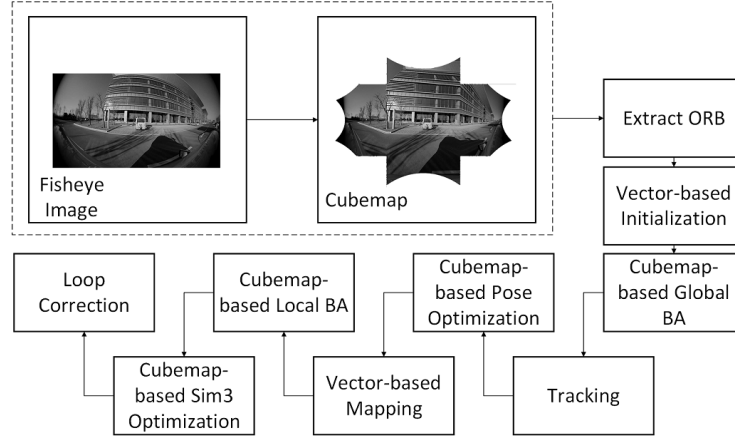 Fisheye
Image
Cubemap
Extract ORB
Vector-based
Initialization
Cubemap-
based Global
BA
Tracking
Cubemap-
based Pose
Optimization
Vector-based
Mapping
Cubemap-
based Local BA
Cubemap-
based Sim3
Optimization
Loop
Correction